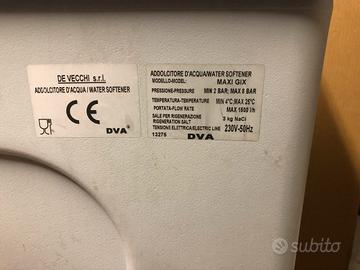 DE VECCHI s.r.l.
ADDOLCITORE D'ACQUA / WATER SOFTENER
CE
DVA®
ADDOLCITORE D'ACQUA/WATER SOFTENER
MODELLO-MODEL: MAXI GIX
PRESSIONE-PRESSURE: MIN 2 BAR; MAX 8 BAR
TEMPERATURA-TEMPERATURE MIN 4°C;MAX 25°C
PORTATA-FLOW RATE MAX 1500 l/h
SALE PER RIGENERAZIONE
REGENERATION SALT 3 kg NaCl
TENSIONE ELETTRICA/ELECTRIC LINE 230V-50Hz
13275 DVA
subito